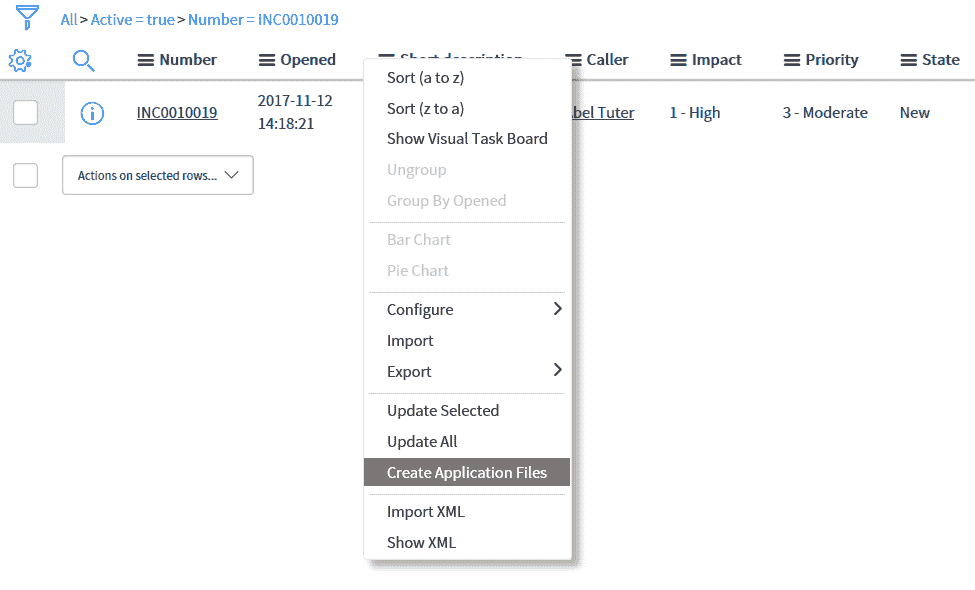 All > Active = true > Number = INC0010019
Number Opened Short description Caller Impact Priority State
INC0010019 2017-11-12 14:18:21 bel Tuter 1 - High 3 - Moderate New
Actions on selected rows...
Sort (a to z)
Sort (z to a)
Show Visual Task Board
Ungroup
Group By Opened
Bar Chart
Pie Chart
Configure
Import
Export
Update Selected
Update All
Create Application Files
Import XML
Show XML